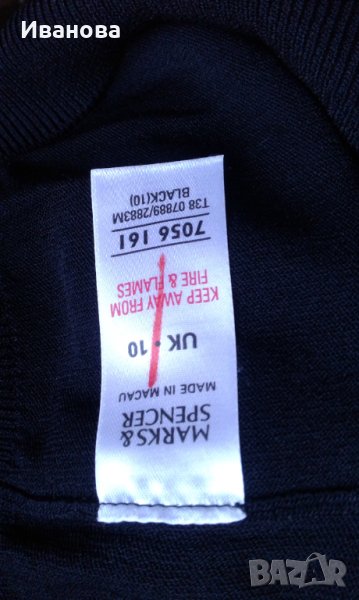 Иванова
MARKS &
SPENCER
MADE IN MACAU
UK • 10
KEEP AWAY FROM
FIRE & FLAMES
7056 161
T38 07889/2883M
BLACK(10)
BAZAR